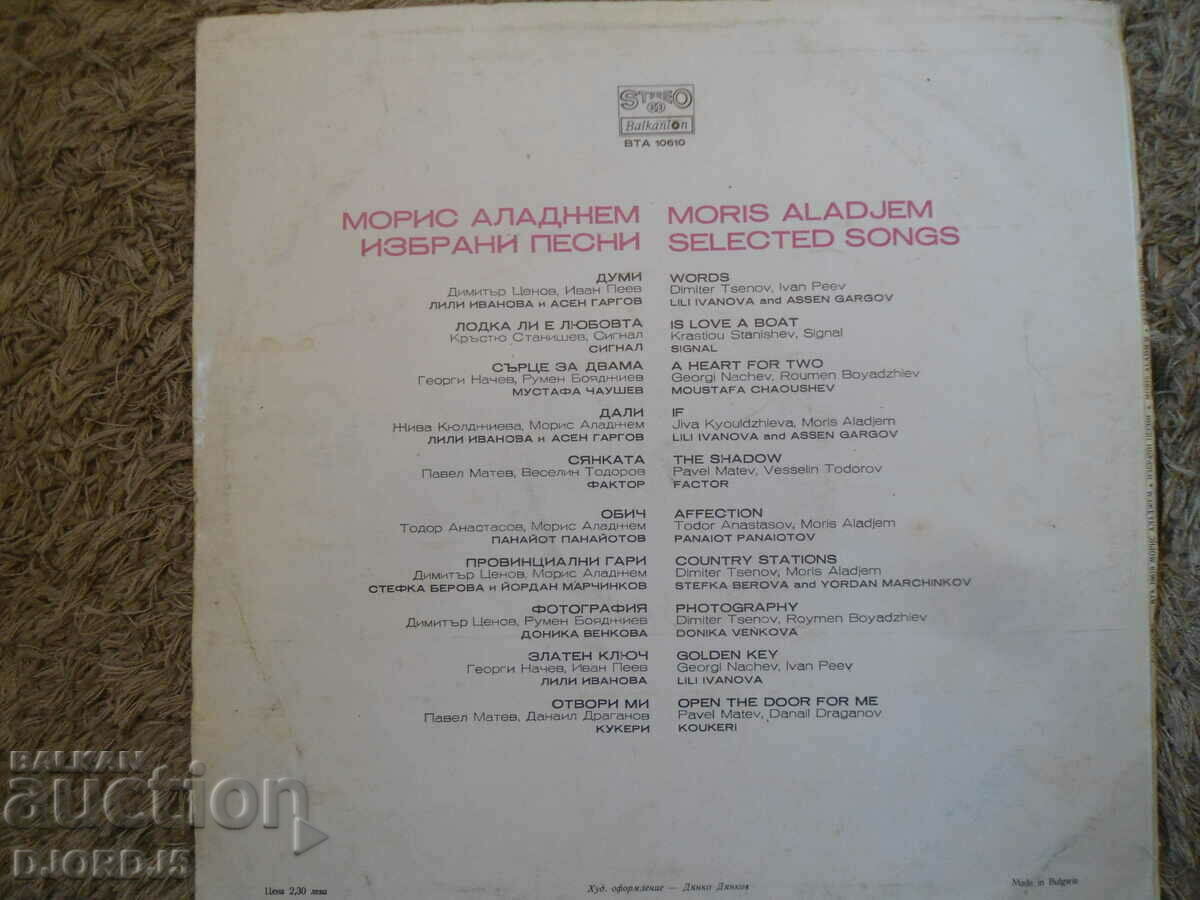 STEREO
33
Balkanton
BTA 10610
МОРИС АЛАДЖЕМ
ИЗБРАНИ ПЕСНИ
MORIS ALADJEM
SELECTED SONGS
ДУМИ
Димитър Ценов, Иван Пеев
ЛИЛИ ИВАНОВА и АСЕН ГАРГОВ
ЛОДКА ЛИ Е ЛЮБОВТА
Кръстю Станишев, Сигнал
СИГНАЛ
СЪРЦЕ ЗА ДВАМА
Георги Начев, Румен Бояджиев
МУСТАФА ЧАУШЕВ
ДАЛИ
Жива Кюлджиева, Морис Аладжем
ЛИЛИ ИВАНОВА и АСЕН ГАРГОВ
СЯНКАТА
Павел Матев, Веселин Тодоров
ФАКТОР
ОБИЧ
Тодор Анастасов, Морис Аладжем
ПАНАЙОТ ПАНАЙОТОВ
ПРОВИНЦИАЛНИ ГАРИ
Димитър Ценов, Морис Аладжем
СТЕФКА БЕРОВА и ЙОРДАН МАРЧИНКОВ
ФОТОГРАФИЯ
Димитър Ценов, Румен Бояджиев
ДОНИКА ВЕНКОВА
ЗЛАТЕН КЛЮЧ
Георги Начев, Иван Пеев
ЛИЛИ ИВАНОВА
ОТВОРИ МИ
Павел Матев, Данаил Драганов
КУКЕРИ
WORDS
Dimiter Tsenov, Ivan Peev
LILI IVANOVA and ASSEN GARGOV
IS LOVE A BOAT
Krastiou Stanishev, Signal
SIGNAL
A HEART FOR TWO
Georgi Nachev, Roumen Boyadzhiev
MOUSTAFA CHAOUSHEV
IF
Jiva Kyouldzhieva, Moris Aladjem
LILI IVANOVA and ASSEN GARGOV
THE SHADOW
Pavel Matev, Vesselin Todorov
FACTOR
AFFECTION
Todor Anastasov, Moris Aladjem
PANAIOT PANAIOTOV
COUNTRY STATIONS
Dimiter Tsenov, Moris Aladjem
STEFKA BEROVA and YORDAN MARCHINKOV
PHOTOGRAPHY
Dimiter Tsenov, Roymen Boyadzhiev
DONIKA VENKOVA
GOLDEN KEY
Georgi Nachev, Ivan Peev
LILI IVANOVA
OPEN THE DOOR FOR ME
Pavel Matev, Danail Draganov
KOUKERI
BALKAN
auction
DJORDJ5
Цена 2,30 лева
Худ. оформление — Динко Динков
Made in Bulgaria